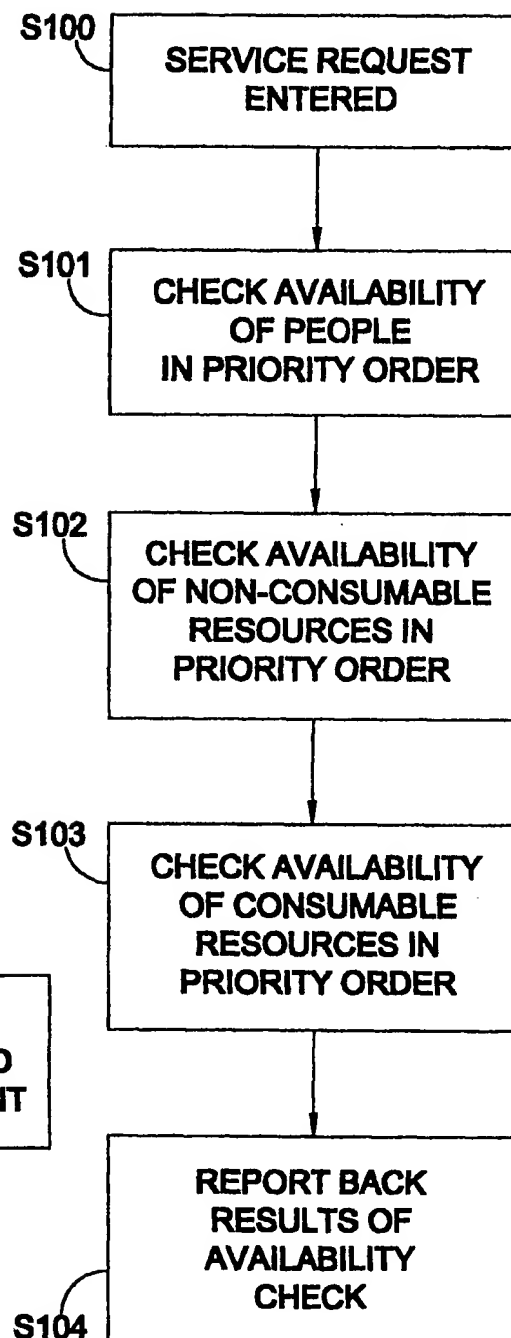 S100
SERVICE REQUEST
ENTERED
S101
CHECK AVAILABILITY
OF PEOPLE
IN PRIORITY ORDER
S102
CHECK AVAILABILITY
OF NON-CONSUMABLE
RESOURCES IN
PRIORITY ORDER
S103
CHECK AVAILABILITY
OF CONSUMABLE
RESOURCES IN
PRIORITY ORDER
REPORT BACK
RESULTS OF
AVAILABILITY
CHECK
S104